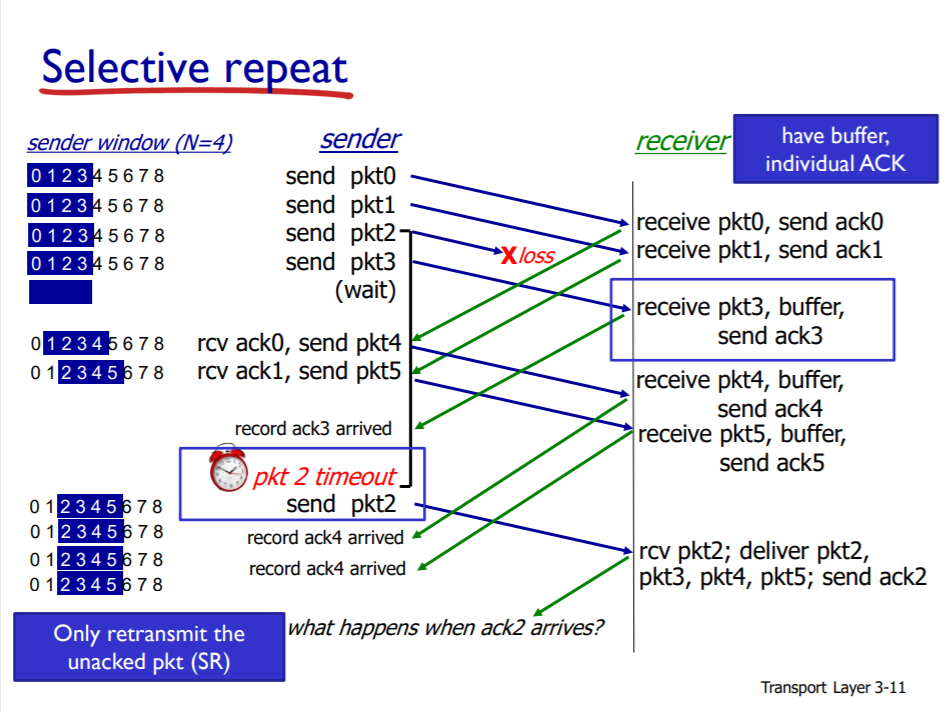 Selective repeat
sender window (N=4)
sender
receiver
have buffer,
individual ACK
0 1 2 3 4 5 6 7 8
send pkt0
0 1 2 3 4 5 6 7 8
send pkt1
0 1 2 3 4 5 6 7 8
send pkt2
0 1 2 3 4 5 6 7 8
send pkt3
(wait)
X loss
receive pkt0, send ack0
receive pkt1, send ack1
receive pkt3, buffer,
send ack3
0 1 2 3 4 5 6 7 8
rcv ack0, send pkt4
0 1 2 3 4 5 6 7 8
rcv ack1, send pkt5
receive pkt4, buffer,
send ack4
receive pkt5, buffer,
send ack5
record ack3 arrived
pkt 2 timeout
0 1 2 3 4 5 6 7 8
send pkt2
0 1 2 3 4 5 6 7 8
record ack4 arrived
0 1 2 3 4 5 6 7 8
record ack4 arrived
0 1 2 3 4 5 6 7 8
rcv pkt2; deliver pkt2,
pkt3, pkt4, pkt5; send ack2
Only retransmit the
unacked pkt (SR)
what happens when ack2 arrives?
Transport Layer 3-11